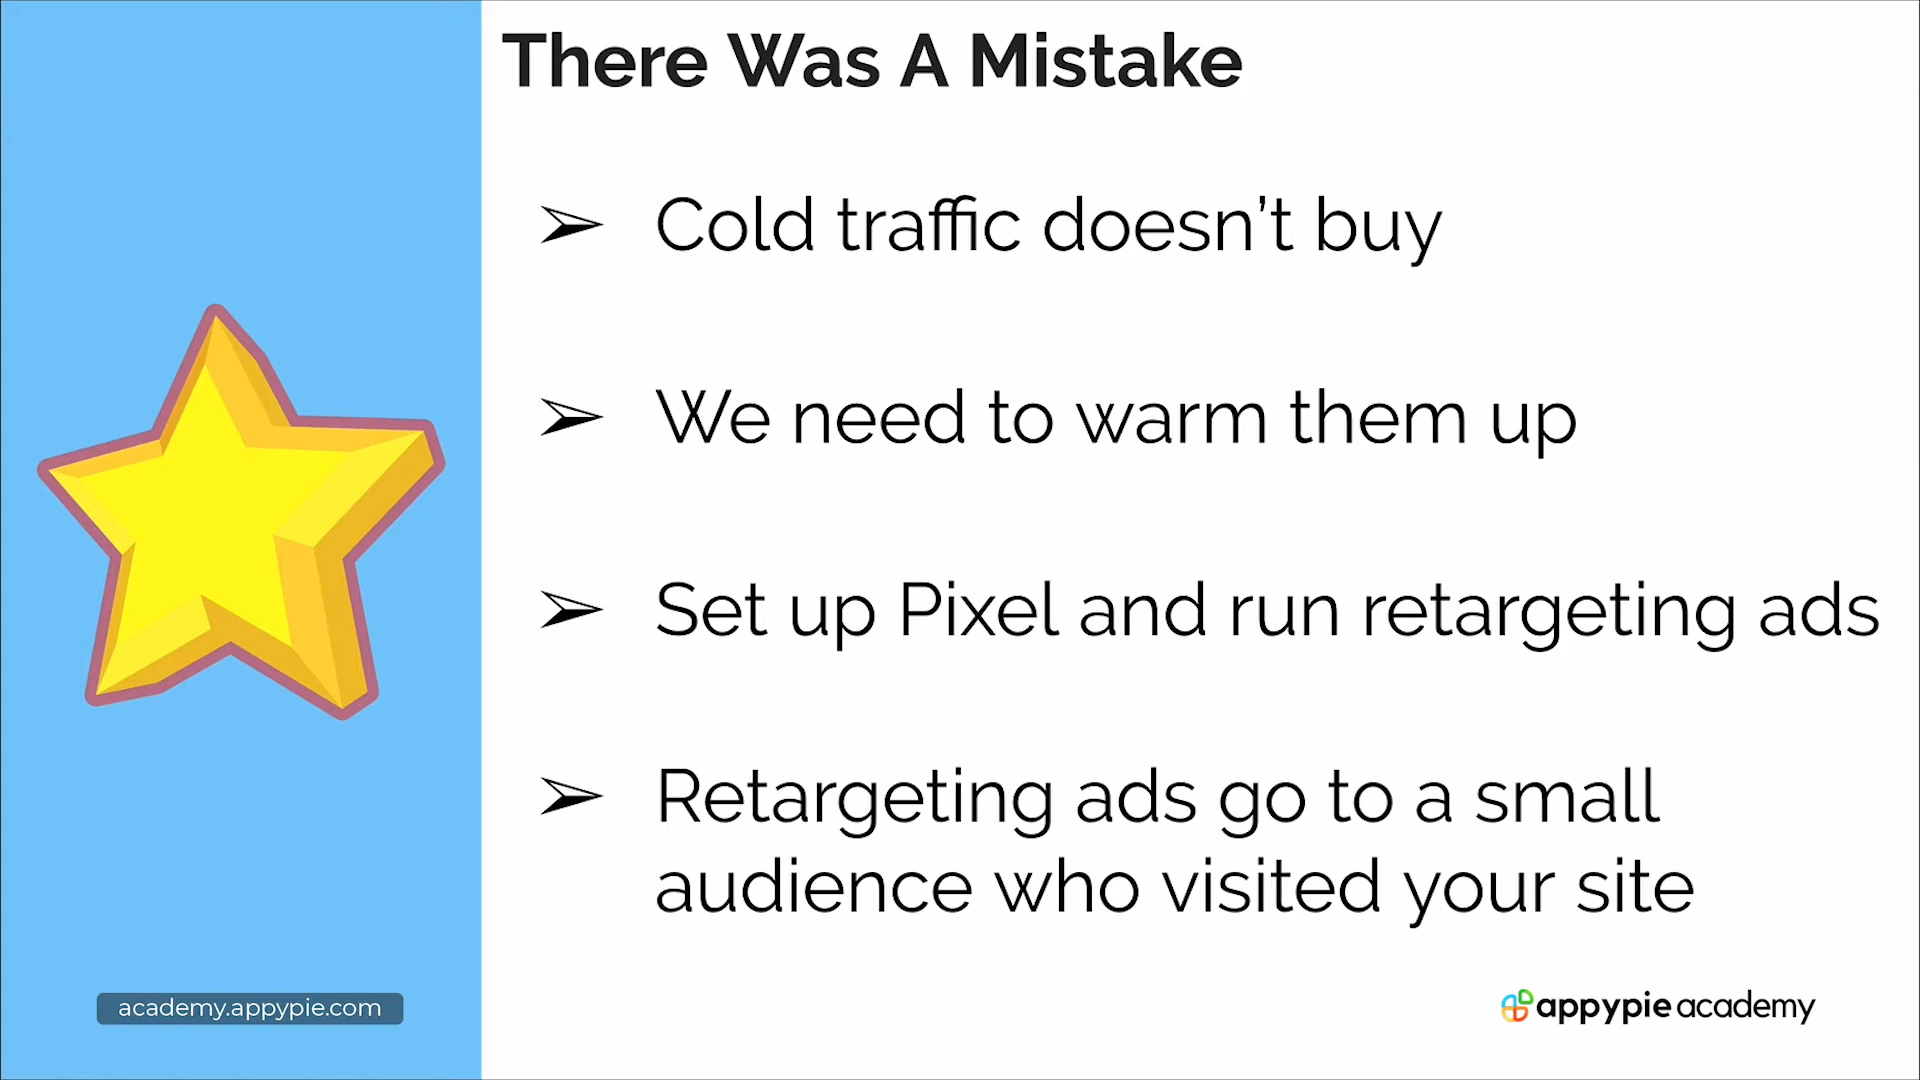 There Was A Mistake
➢ Cold traffic doesn’t buy
➢ We need to warm them up
➢ Set up Pixel and run retargeting ads
➢ Retargeting ads go to a small
audience who visited your site
academy.appypie.com
appypie academy